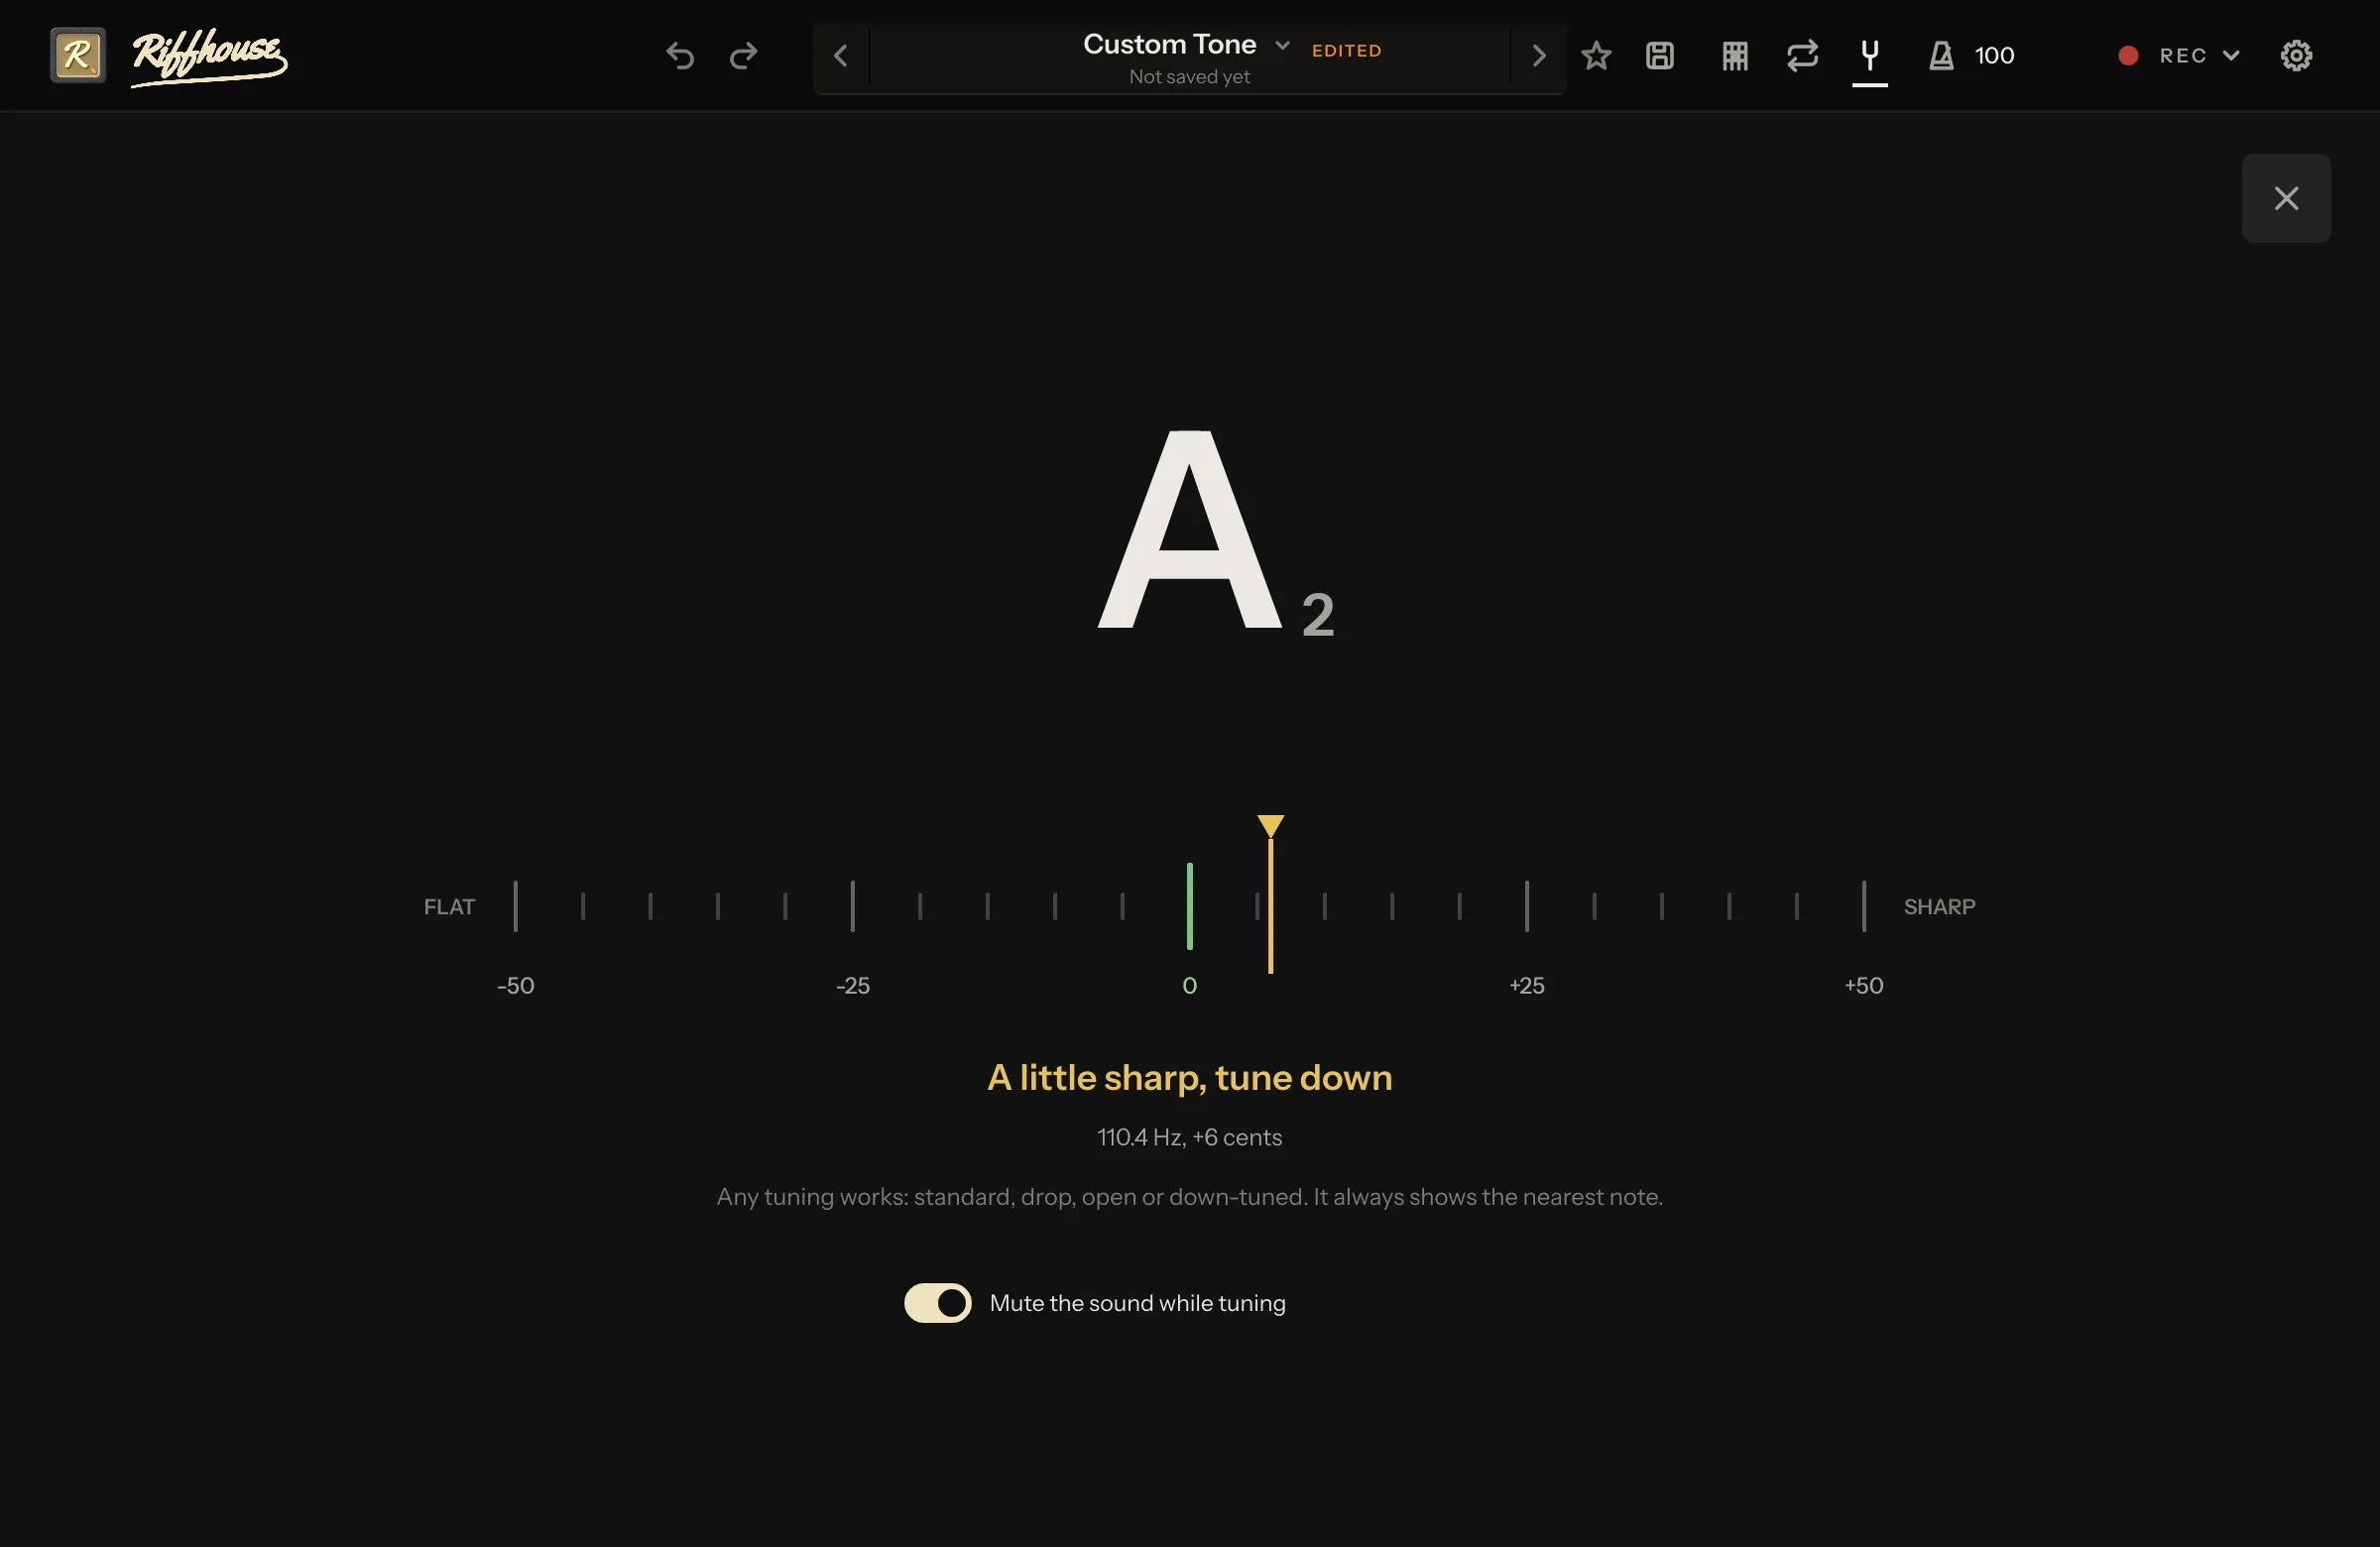 R Riffhouse
Custom Tone EDITED
Not saved yet
100
REC
A2
FLAT SHARP
-50 -25 0 +25 +50
A little sharp, tune down
110.4 Hz, +6 cents
Any tuning works: standard, drop, open or down-tuned. It always shows the nearest note.
Mute the sound while tuning